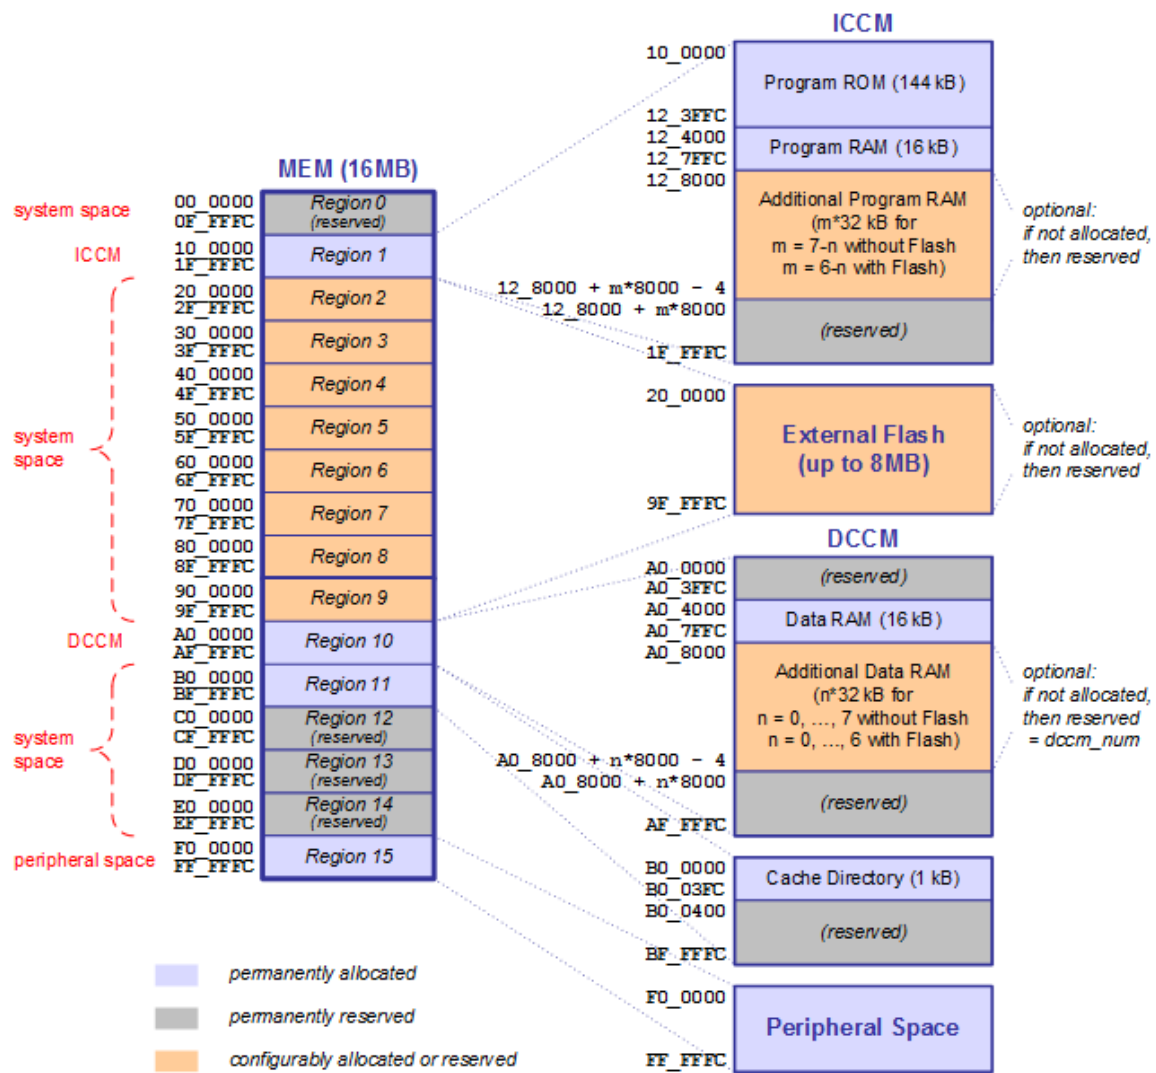 MEM (16MB)
system space
00_0000
0F_FFFC
Region 0
(reserved)
ICCM
10_0000
1F_FFFC
Region 1
system
space
20_0000
2F_FFFC
Region 2
30_0000
3F_FFFC
Region 3
40_0000
4F_FFFC
Region 4
50_0000
5F_FFFC
Region 5
60_0000
6F_FFFC
Region 6
70_0000
7F_FFFC
Region 7
80_0000
8F_FFFC
Region 8
90_0000
9F_FFFC
Region 9
DCCM
A0_0000
AF_FFFC
Region 10
system
space
B0_0000
BF_FFFC
Region 11
C0_0000
CF_FFFC
Region 12
(reserved)
D0_0000
DF_FFFC
Region 13
(reserved)
E0_0000
EF_FFFC
Region 14
(reserved)
peripheral space
F0_0000
FF_FFFC
Region 15
permanently allocated
permanently reserved
configurably allocated or reserved
ICCM
10_0000
Program ROM (144 kB)
12_3FFC
12_4000
Program RAM (16 kB)
12_7FFC
12_8000
Additional Program RAM
(m*32 kB for
m = 7-n without Flash
m = 6-n with Flash)
12_8000 + m*8000 - 4
12_8000 + m*8000
(reserved)
1F_FFFC
optional:
if not allocated,
then reserved
20_0000
External Flash
(up to 8MB)
9F_FFFC
optional:
if not allocated,
then reserved
DCCM
A0_0000
(reserved)
A0_3FFC
A0_4000
Data RAM (16 kB)
A0_7FFC
A0_8000
Additional Data RAM
(n*32 kB for
n = 0, ..., 7 without Flash
n = 0, ..., 6 with Flash)
A0_8000 + n*8000 - 4
A0_8000 + n*8000
(reserved)
AF_FFFC
optional:
if not allocated,
then reserved
= dccm_num
B0_0000
Cache Directory (1 kB)
B0_03FC
B0_0400
(reserved)
BF_FFFC
F0_0000
Peripheral Space
FF_FFFC